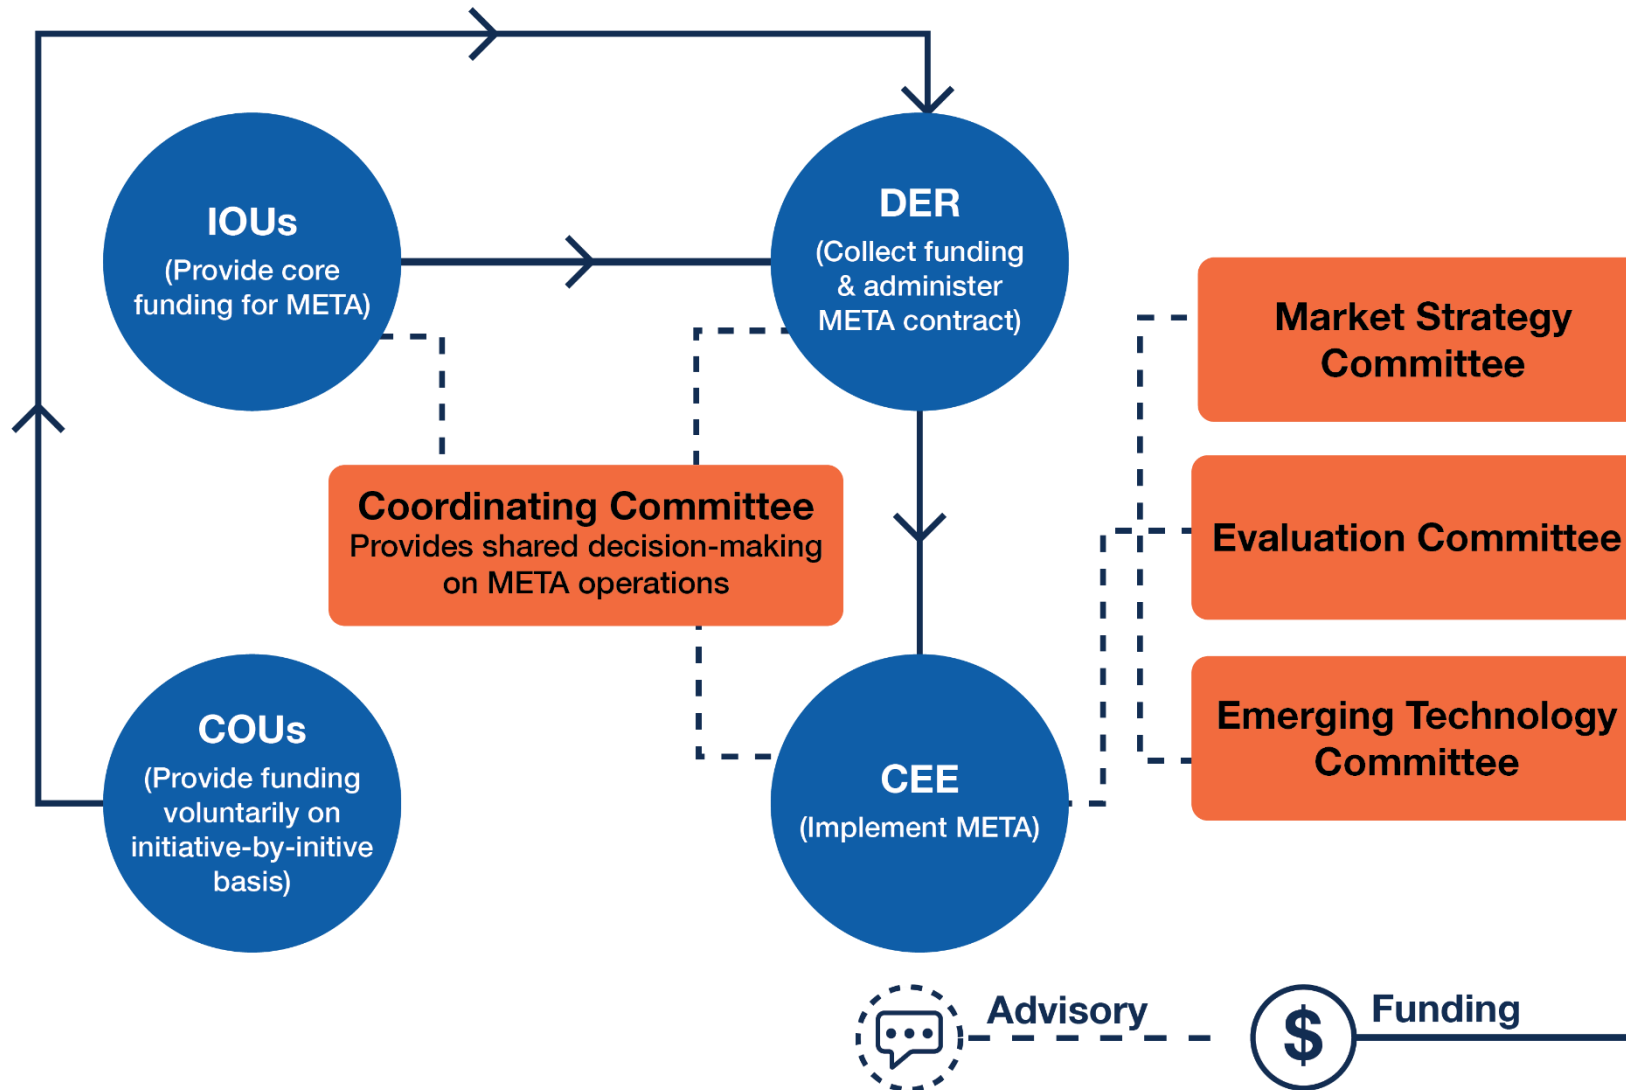 IOUs
(Provide core
funding for META)
DER
(Collect funding
& administer
META contract)
Market Strategy
Committee
Coordinating Committee
Provides shared decision-making
on META operations
Evaluation Committee
COUs
(Provide funding
voluntarily on
initiative-by-initive
basis)
CEE
(Implement META)
Emerging Technology
Committee
Advisory
$
Funding